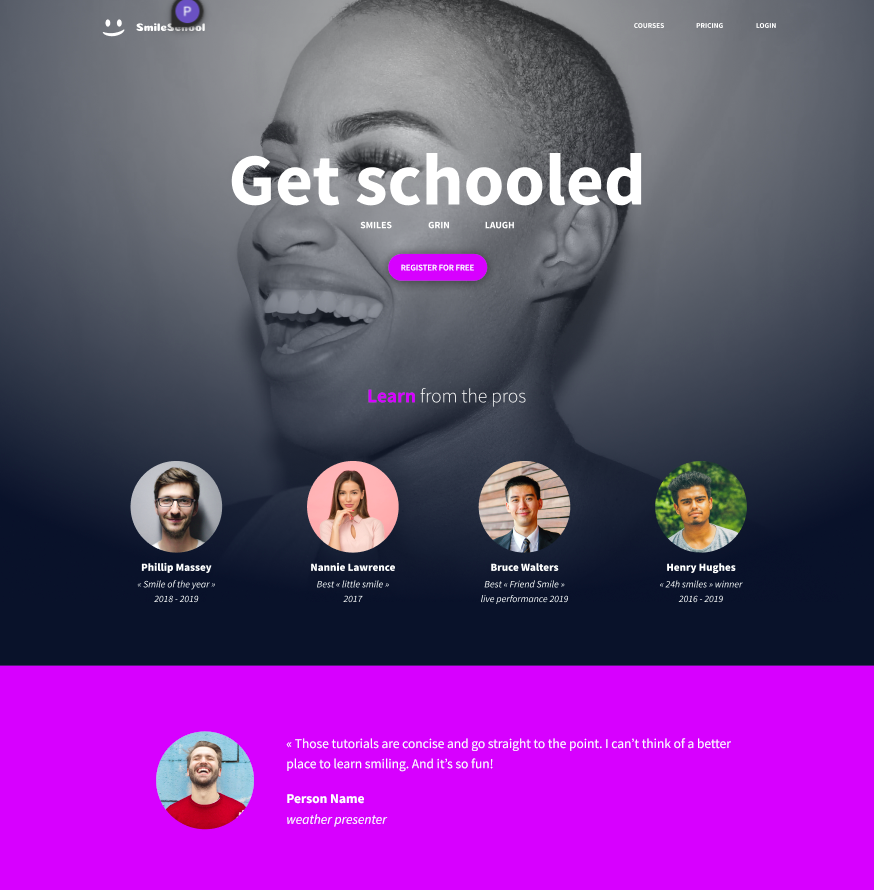 P
SmileSchool
COURSES PRICING LOGIN
Get schooled
SMILES GRIN LAUGH
REGISTER FOR FREE
Learn from the pros
Phillip Massey
« Smile of the year »
2018 - 2019
Nannie Lawrence
Best « little smile »
2017
Bruce Walters
Best « Friend Smile »
live performance 2019
Henry Hughes
« 24h smiles » winner
2016 - 2019
« Those tutorials are concise and go straight to the point. I can't think of a better
place to learn smiling. And it's so fun!
Person Name
weather presenter